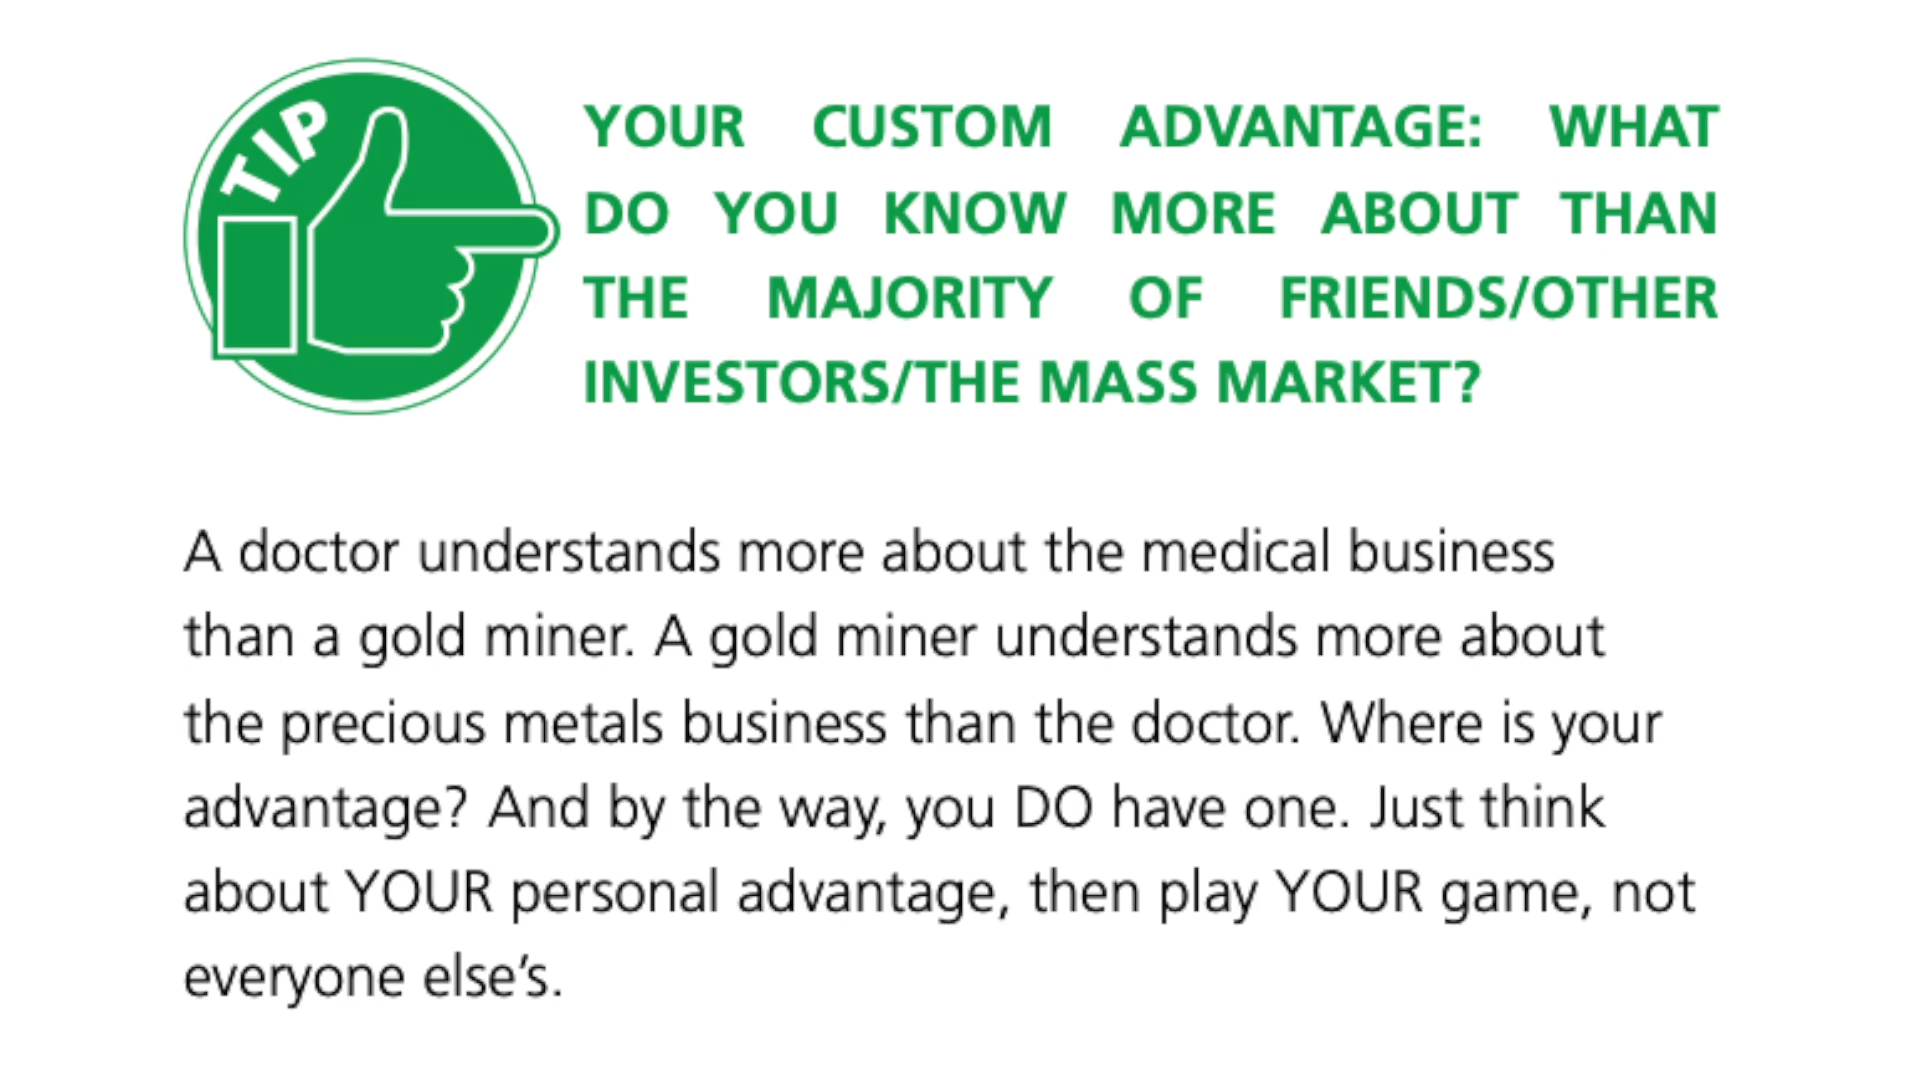 TIP
YOUR CUSTOM ADVANTAGE: WHAT
DO YOU KNOW MORE ABOUT THAN
THE MAJORITY OF FRIENDS/OTHER
INVESTORS/THE MASS MARKET?
A doctor understands more about the medical business
than a gold miner. A gold miner understands more about
the precious metals business than the doctor. Where is your
advantage? And by the way, you DO have one. Just think
about YOUR personal advantage, then play YOUR game, not
everyone else’s.